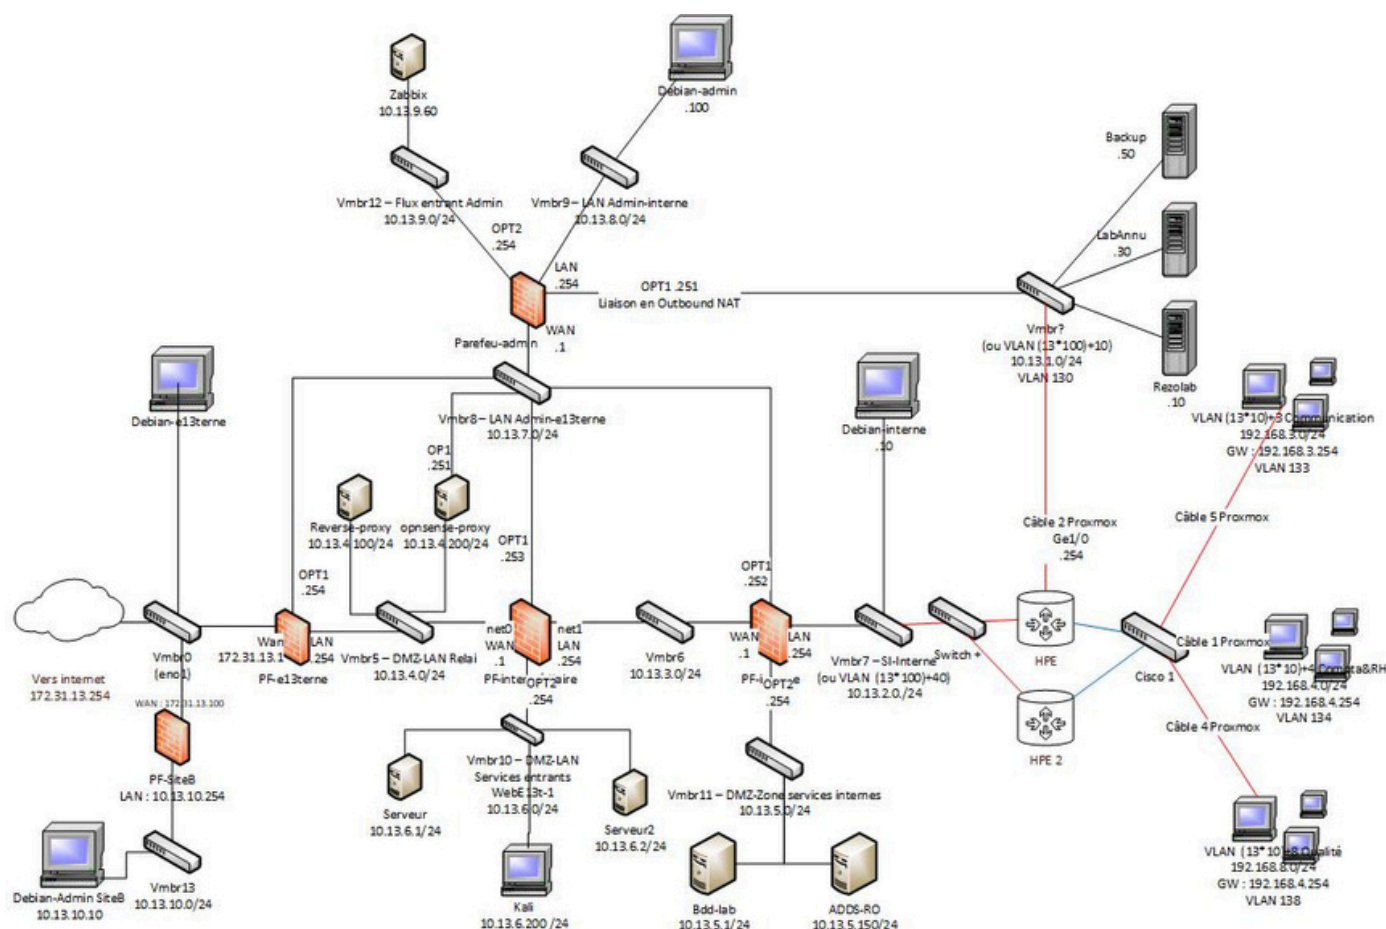 Zabbix
10.13.9.60
Debian-admin
.100
Vmbr12 – Flux entrant Admin
10.13.9.0/24
Vmbr9 – LAN Admin-interne
10.13.8.0/24
Backup
.50
LabAnnu
.30
Rezolab
.10
OPT2
.254
LAN
.254
OPT1 .251
Liaison en Outbound NAT
WAN
.1
Parefeu-admin
Vmbr?
(ou VLAN (13*100)+10)
10.13.1.0/24
VLAN 130
Debian-e13terne
Vmbr8 – LAN Admin-e13terne
10.13.7.0/24
Debian-interne
.10
VLAN (13*10)+3 Communication
192.168.3.0/24
GW : 192.168.3.254
VLAN 133
OP1
.251
Reverse-proxy
10.13.4.100/24
opnsense-proxy
10.13.4.200/24
OPT1
.253
OPT1
.254
OPT1
.252
Câble 2 Proxmox
Ge1/0
.254
Câble 5 Proxmox
Vers internet
172.31.13.254
Vmbr0
(eno1)
Wan
172.31.13.1
LAN
.254
PF-e13terne
Vmbr5 – DMZ-LAN Relai
10.13.4.0/24
net0
WAN
.1
net1
LAN
.254
OPT2
.254
Vmbr6
10.13.3.0/24
WAN
.1
LAN
.254
OPT2
.254
Vmbr7 – SI-Interne
(ou VLAN (13*100)+40)
10.13.2.0./24
Switch +
HPE
HPE 2
Cisco 1
Câble 1 Proxmox
VLAN (13*10)+4 Compta&RH
192.168.4.0/24
GW : 192.168.4.254
VLAN 134
Câble 4 Proxmox
VLAN (13*10)+8 Qualité
192.168.8.0/24
GW : 192.168.4.254
VLAN 138
WAN : 172.31.13.100
PF-SiteB
LAN : 10.13.10.254
Debian-Admin SiteB
10.13.10.10
Vmbr13
10.13.10.0/24
Vmbr10 – DMZ-LAN
Services entrants
WebE13t-1
10.13.6.0/24
Serveur
10.13.6.1/24
Serveur2
10.13.6.2/24
Kali
10.13.6.200 /24
Vmbr11 – DMZ-Zone services internes
10.13.5.0/24
Bdd-lab
10.13.5.1/24
ADDS-RO
10.13.5.150/24